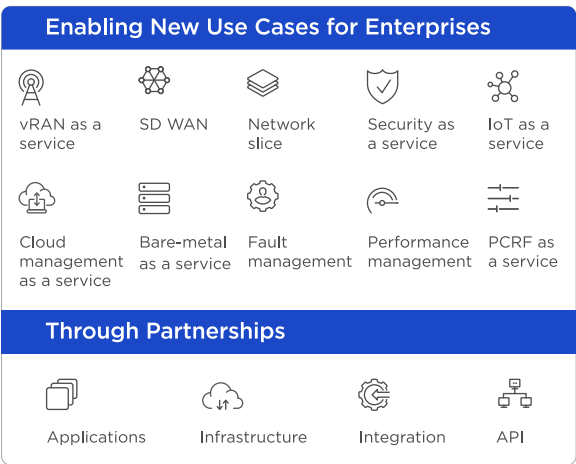 Enabling New Use Cases for Enterprises
vRAN as a
service
SD WAN
Network
slice
Security as
a service
IoT as a
service
Cloud
management
as a service
Bare-metal
as a service
Fault
management
Performance
management
PCRF as
a service
Through Partnerships
Applications
Infrastructure
Integration
API